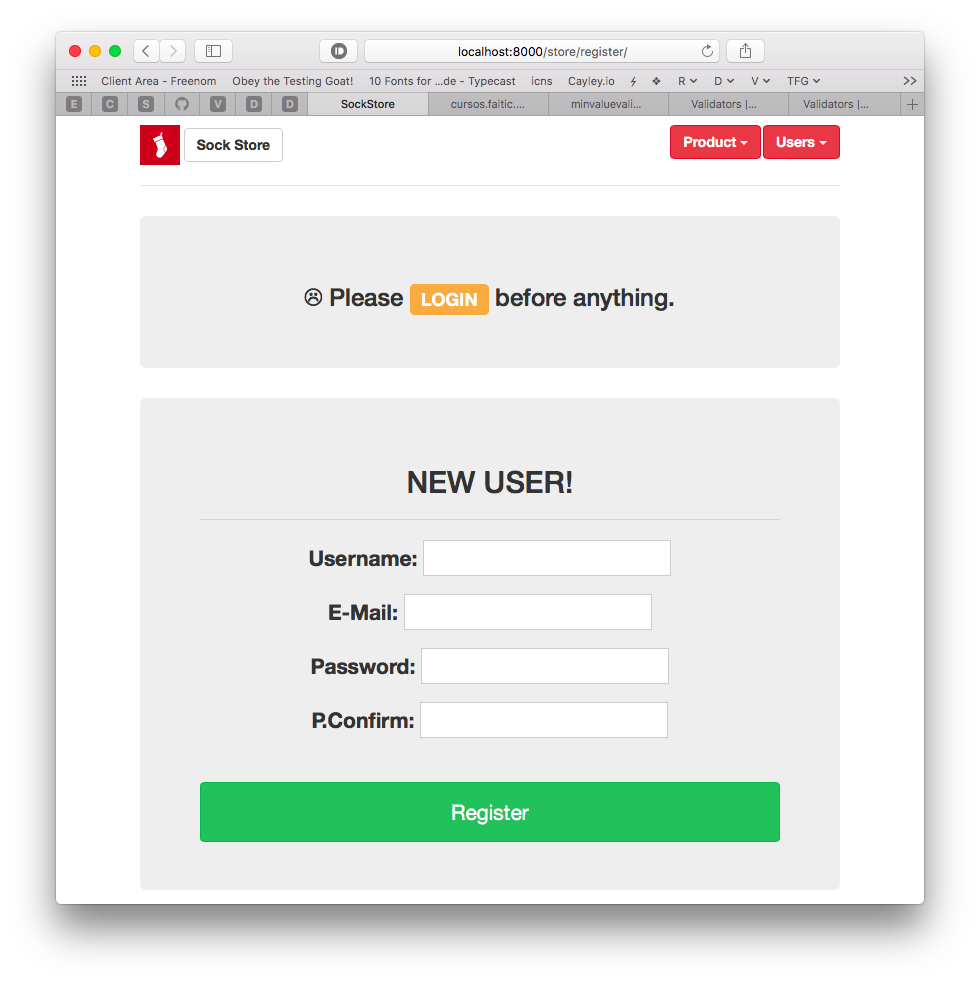 localhost:8000/store/register/
Client Area - Freenom Obey the Testing Goat! 10 Fonts for ...de - Typecast icns Cayley.io R D V TFG
E C S V D D SockStore cursos.faitic.... minvaluevali... Validators |... Validators |...
Sock Store Product Users
Please LOGIN before anything.
NEW USER!
Username:
E-Mail:
Password:
P.Confirm:
Register